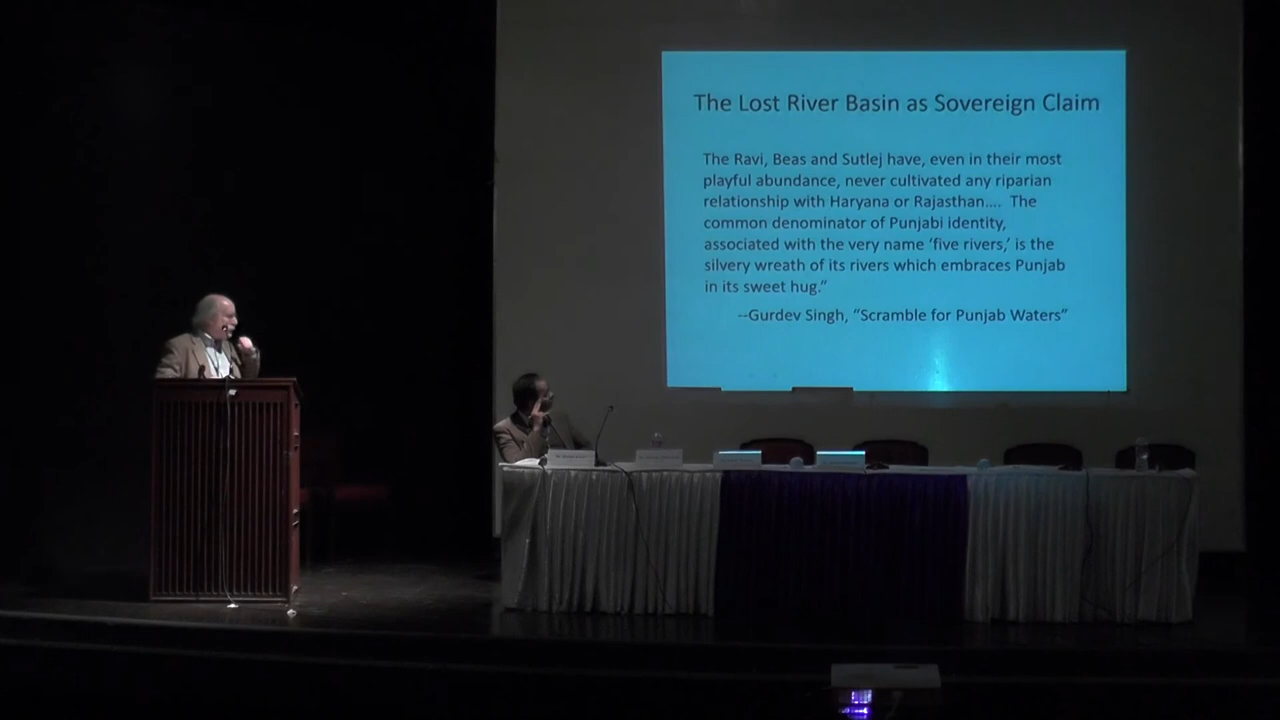 The Lost River Basin as Sovereign Claim
The Ravi, Beas and Sutlej have, even in their most
playful abundance, never cultivated any riparian
relationship with Haryana or Rajasthan.... The
common denominator of Punjabi identity,
associated with the very name ‘five rivers,’ is the
silvery wreath of its rivers which embraces Punjab
in its sweet hug.”
--Gurdev Singh, “Scramble for Punjab Waters”